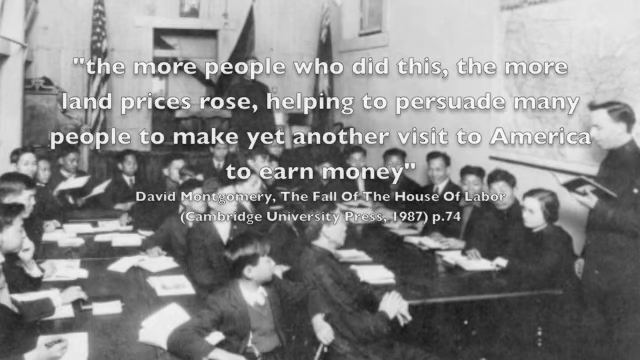 "the more people who did this, the more
land prices rose, helping to persuade many
people to make yet another visit to America
to earn money"
David Montgomery, The Fall Of The House Of Labor
(Cambridge University Press, 1987) p.74